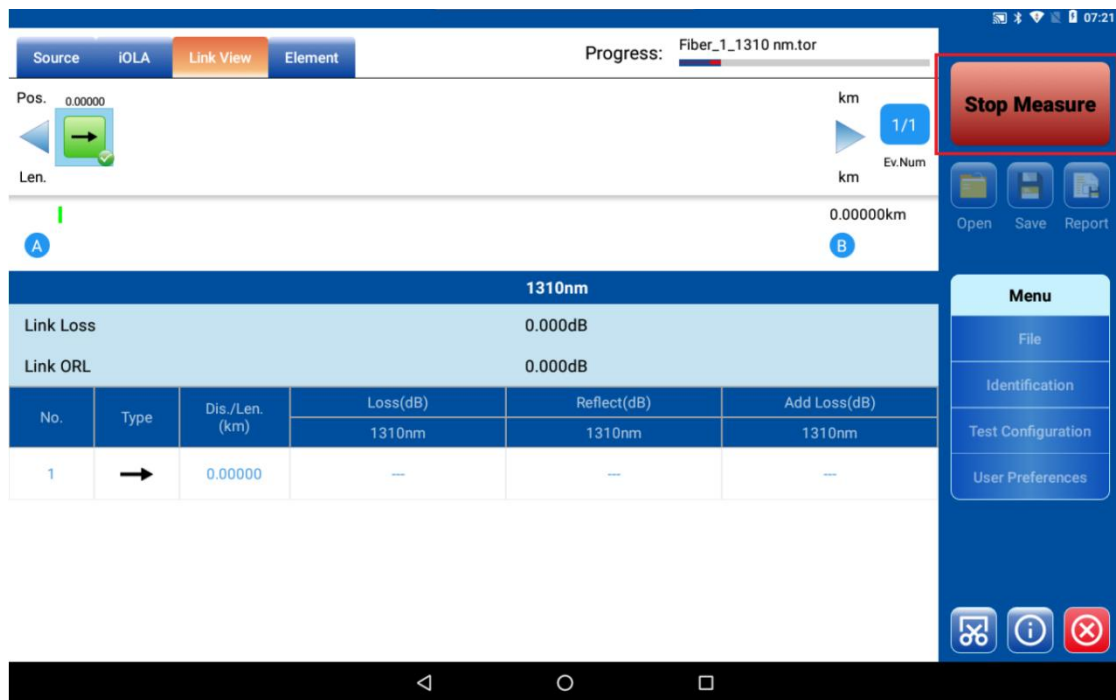 07:21
Source iOLA Link View Element Progress: Fiber_1_1310 nm.tor
Stop Measure
Pos. 0.00000 km
1/1
Ev.Num
Len. km
0.00000km
A B
Open Save Report
1310nm
Link Loss 0.000dB
Link ORL 0.000dB
No. Type Dis./Len. (km) Loss(dB) Reflect(dB) Add Loss(dB)
1310nm 1310nm 1310nm
1 0.00000 --- --- ---
Menu
File
Identification
Test Configuration
User Preferences